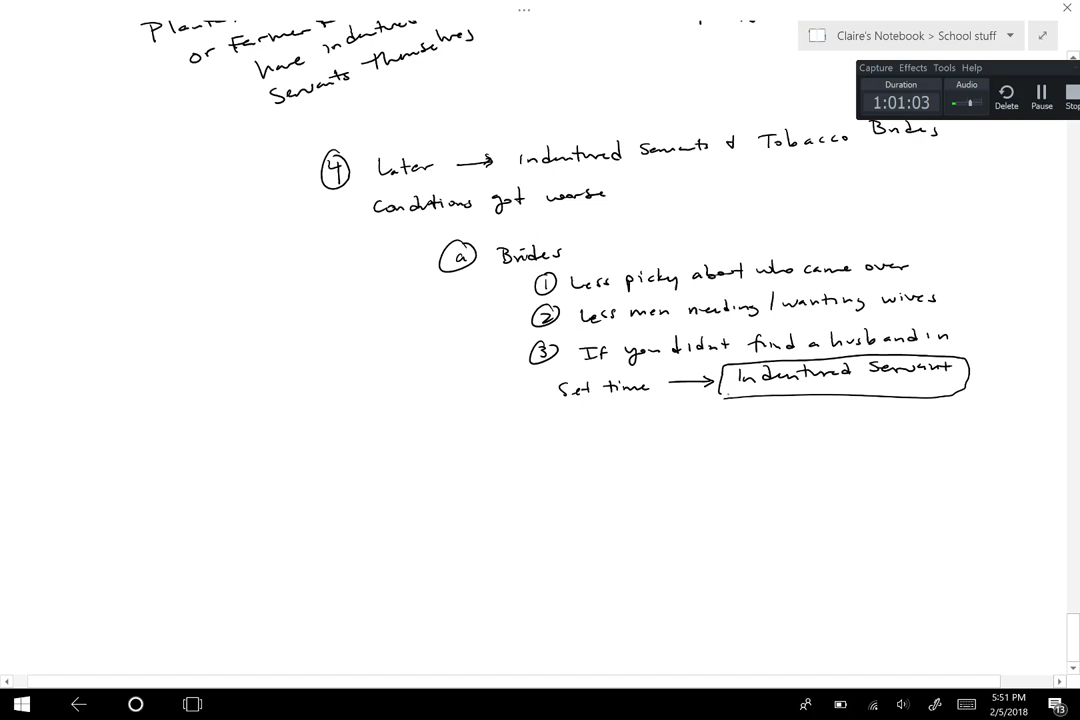 ...
Plante
or Farmer &
have indentured
servants themselves
Claire's Notebook > School stuff
Capture Effects Tools Help
Duration Audio
1:01:03 Delete Pause Stop
④ Later → indentured servants & Tobacco Brides
conditions got worse
ⓐ Brides
① Less picky about who came over
② Less men needing/wanting wives
③ If you didnt find a husband in
set time → Indentured Servant
5:51 PM
2/5/2018
13